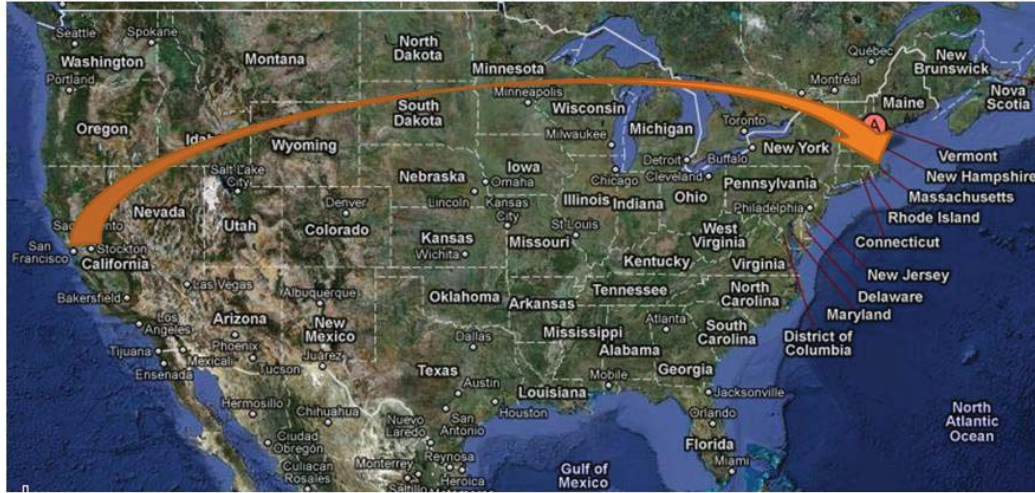 Seattle
Spokane
Washington
Portland
Oregon
Montana
North
Dakota
Minnesota
Minneapolis
South
Dakota
Wisconsin
Milwaukee
Michigan
Québec
Montréal
New
Brunswick
Maine
Nova
Scotia
Toronto
A
Vermont
New Hampshire
Massachusetts
Rhode Island
Connecticut
New York
Buffalo
Detroit
Cleveland
Wyoming
Salt Lake
City
Nebraska
Lincoln
Iowa
Omaha
Chicago
Illinois
Indiana
Ohio
Pennsylvania
Philadelphia
New Jersey
Delaware
Maryland
District of
Columbia
Nevada
Utah
Denver
Colorado
Kansas
City
Kansas
Wichita
Missouri
St Louis
West
Virginia
Kentucky
Virginia
San
Francisco
Stockton
California
Bakersfield
Las Vegas
Los
Angeles
Albuquerque
Arizona
Phoenix
New
Mexico
Oklahoma
Arkansas
Tennessee
North
Carolina
Atlanta
South
Carolina
Mississippi
Alabama
Georgia
Tijuana
Mexicali
Ensenada
Tucson
Juárez
Dallas
Texas
Austin
Louisiana
Mobile
Jacksonville
Houston
San
Antonio
Orlando
Florida
Miami
Hermosillo
Chihuahua
Nuevo
Laredo
Ciudad
Obregon
Reynosa
Monterrey
Heroica
Culiacan
Rosales
Saltillo
Gulf of
Mexico
North
Atlantic
Ocean